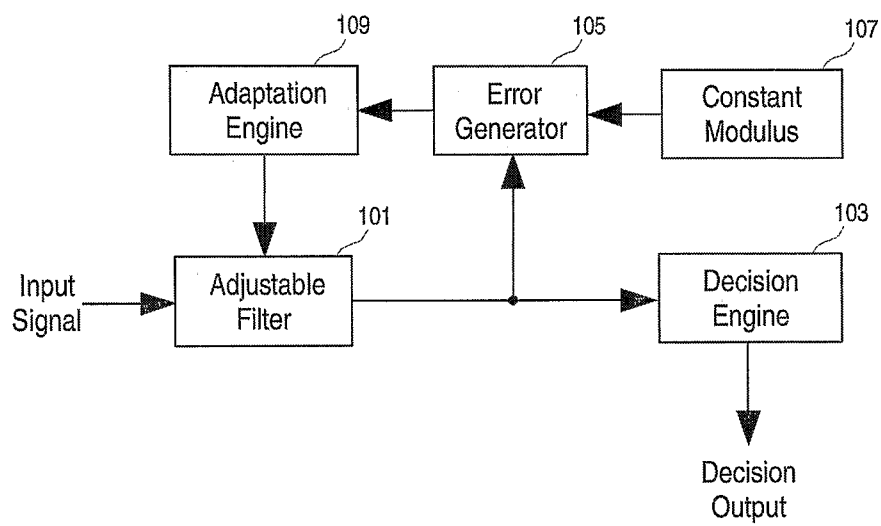 109
105
107
Adaptation
Engine
Error
Generator
Constant
Modulus
101
103
Input
Signal
Adjustable
Filter
Decision
Engine
Decision
Output